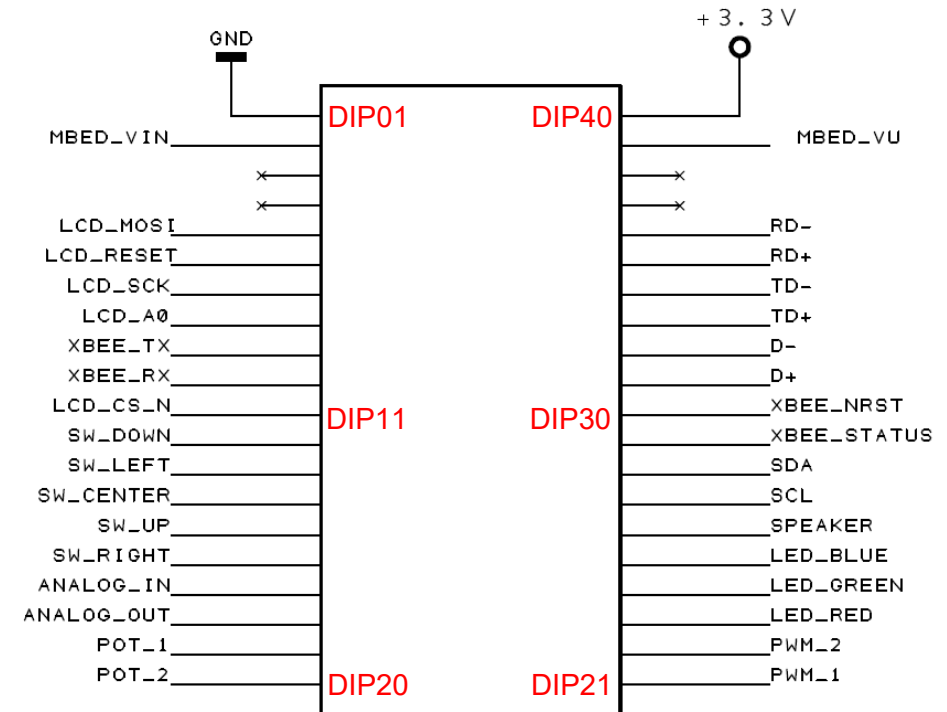 +3.3V
GND
DIP01 DIP40
MBED_VIN MBED_VU
LCD_MOSI RD-
LCD_RESET RD+
LCD_SCK TD-
LCD_A0 TD+
XBEE_TX D-
XBEE_RX D+
LCD_CS_N DIP11 DIP30 XBEE_NRST
SW_DOWN XBEE_STATUS
SW_LEFT SDA
SW_CENTER SCL
SW_UP SPEAKER
SW_RIGHT LED_BLUE
ANALOG_IN LED_GREEN
ANALOG_OUT LED_RED
POT_1 PWM_2
POT_2 DIP20 DIP21 PWM_1